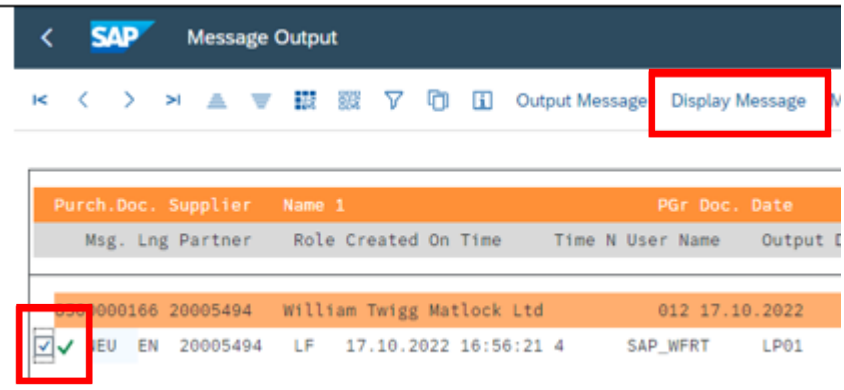 SAP Message Output
Output Message Display Message
Purch.Doc. Supplier Name 1 PGr Doc. Date
Msg. Lng Partner Role Created On Time Time N User Name Output
20005494 William Twigg Matlock Ltd 012 17.10.2022
EN 20005494 LF 17.10.2022 16:56:21 4 SAP_WFRT LP01